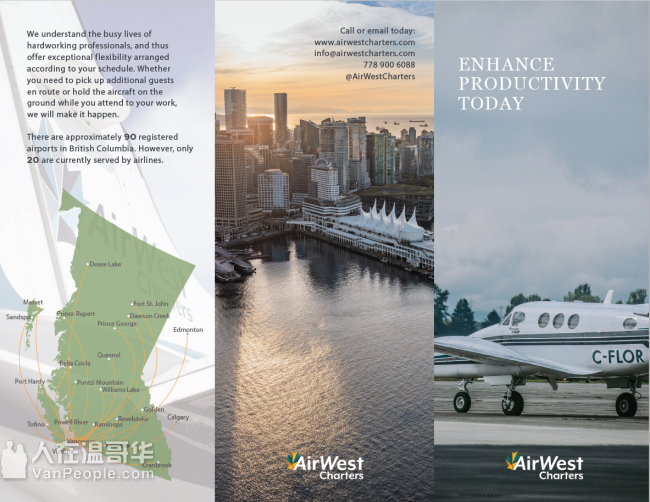 We understand the busy lives of
hardworking professionals, and thus
offer exceptional flexibility arranged
according to your schedule. Whether
you need to pick up additional guests
en route or hold the aircraft on the
ground while you attend to your work,
we will make it happen.
There are approximately 90 registered
airports in British Columbia. However, only
20 are currently served by airlines.
AirWest
Dease Lake
Masset
Fort St. John
Sandspit
Prince Rupert
Dawson Creek
Prince George
Edmonton
Quesnel
Bella Coola
Port Hardy
Puntzi Mountain
Williams Lake
Golden
Tofino
Powell River
Kamloops
Revelstoke
Calgary
Cranbrook
人在温哥华
VanPeople.com
Call or email today:
www.airwestcharters.com
info@airwestcharters.com
778 900 6088
@AirWestCharters
AirWest
Charters
ENHANCE
PRODUCTIVITY
TODAY
C-FLOR
AirWest
Charters